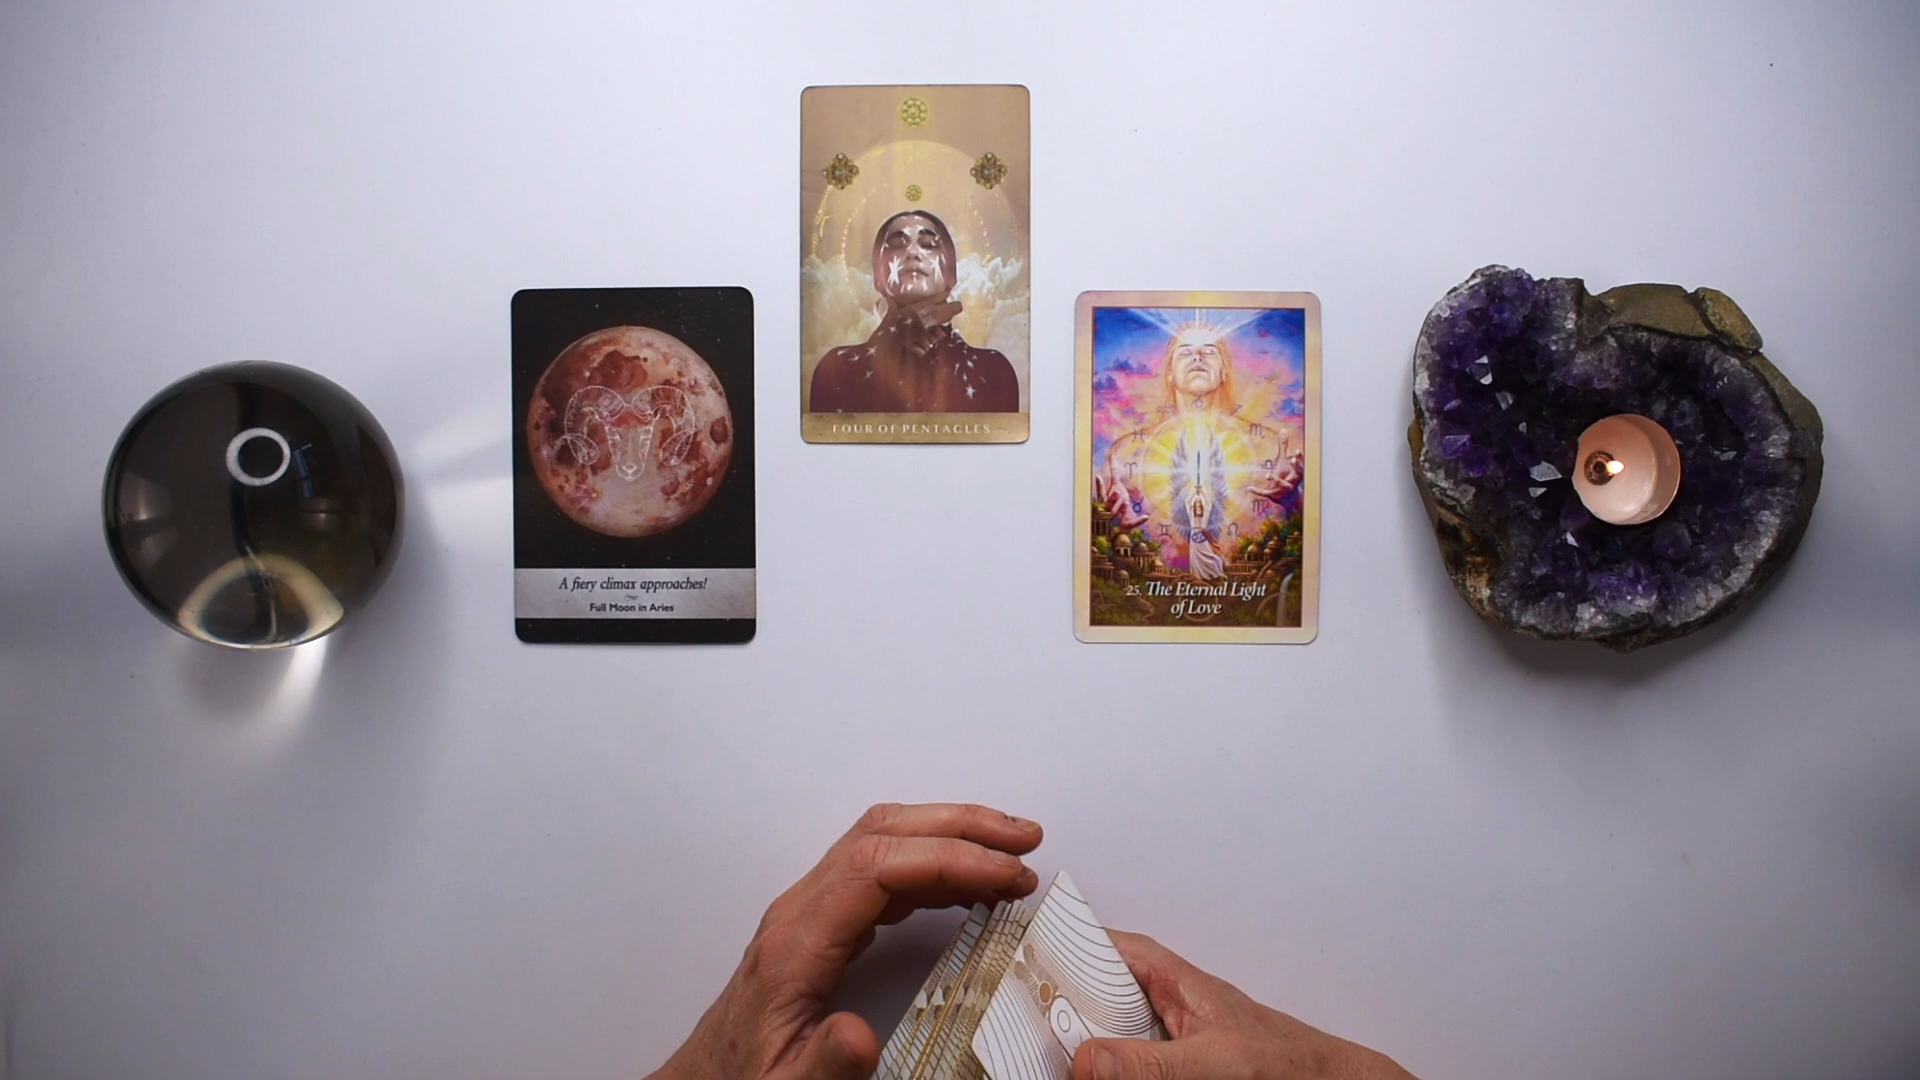 FOUR OF PENTACLES
A fiery climax approaches!
Full Moon in Aries
25. The Eternal Light
of Love